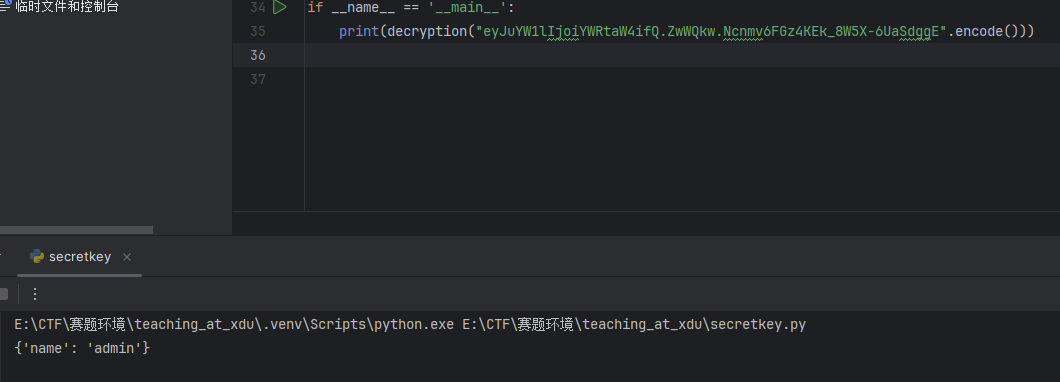 临时文件和控制台
34 if __name__ == '__main__':
35 print(decryption("eyJuYW1lIjoiYWRtaW4ifQ.ZwWQkw.Ncnmv6FGz4KEk_8W5X-6UaSdggE".encode()))
36
37
secretkey ×
E:\CTF\赛题环境\teaching_at_xdu\.venv\Scripts\python.exe E:\CTF\赛题环境\teaching_at_xdu\secretkey.py
{'name': 'admin'}